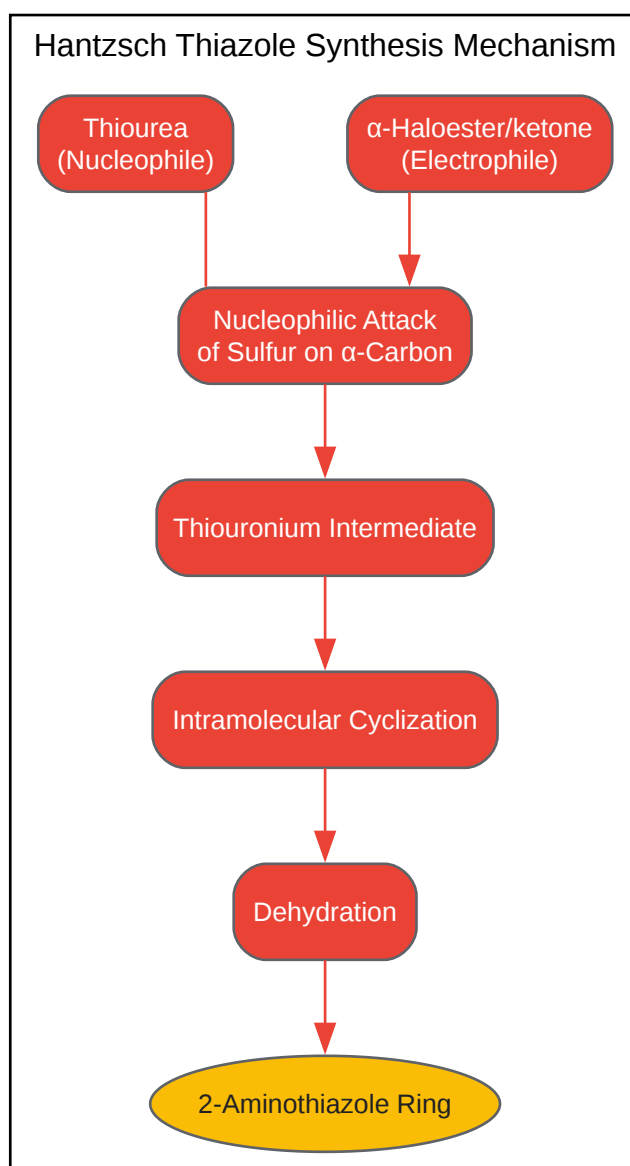 Hantzsch Thiazole Synthesis Mechanism
Thiourea
(Nucleophile)
α-Haloester/ketone
(Electrophile)
Nucleophilic Attack
of Sulfur on α-Carbon
Thiouronium Intermediate
Intramolecular Cyclization
Dehydration
2-Aminothiazole Ring